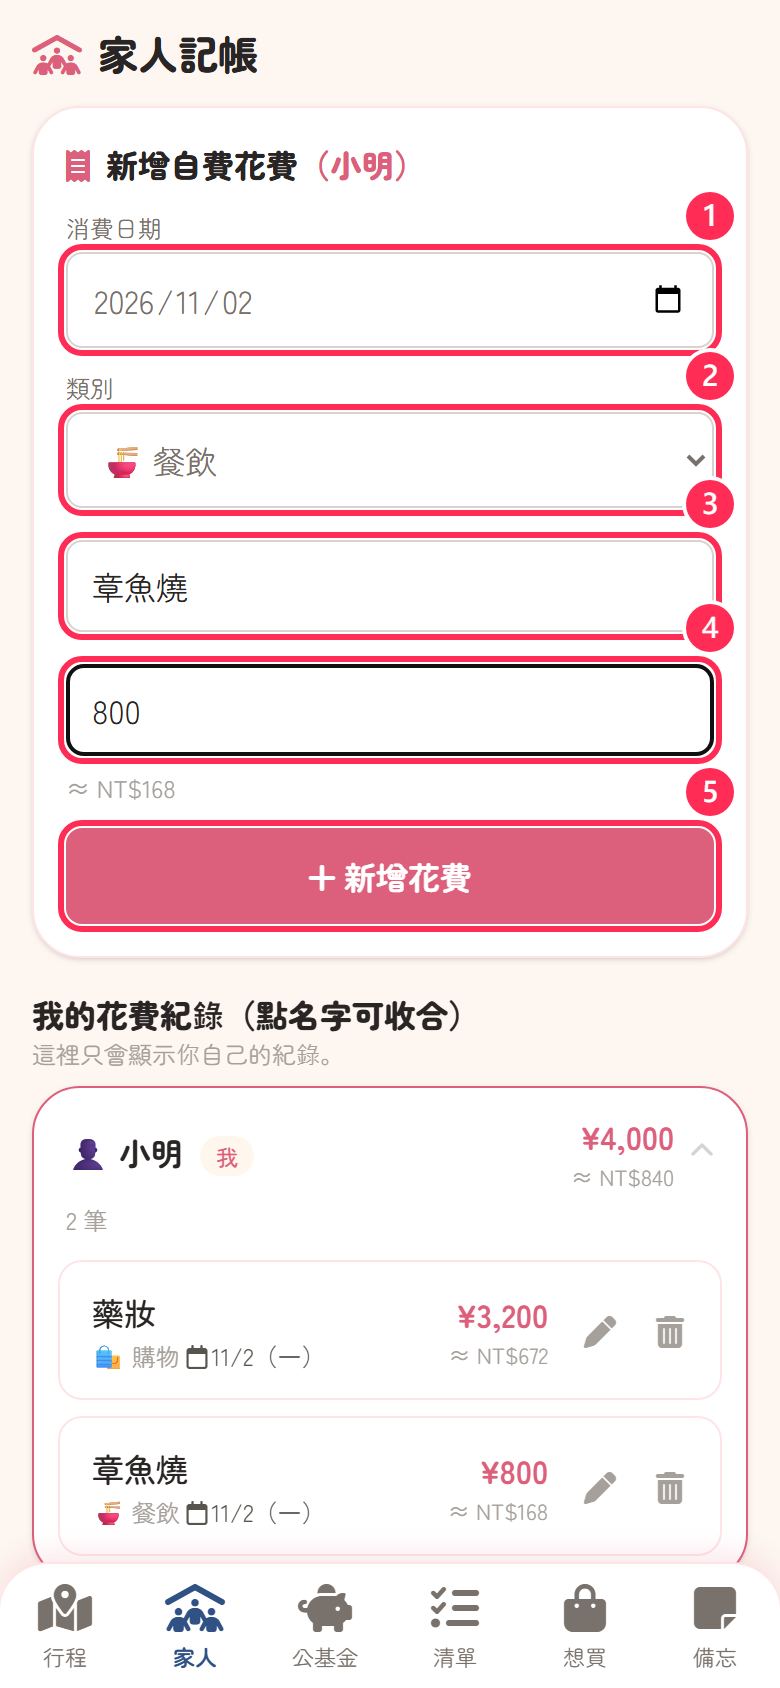 家人記帳
新增自費花費（小明）
1
消費日期
2026/11/02
2
類別
餐飲
3
章魚燒
4
800
≈ NT$168
5
＋新增花費
我的花費紀錄（點名字可收合）
這裡只會顯示你自己的紀錄。
小明 我 ¥4,000
≈ NT$840
2 筆
藥妝 ¥3,200
購物 11/2（一） ≈ NT$672
章魚燒 ¥800
餐飲 11/2（一） ≈ NT$168
行程 家人 公基金 清單 想買 備忘